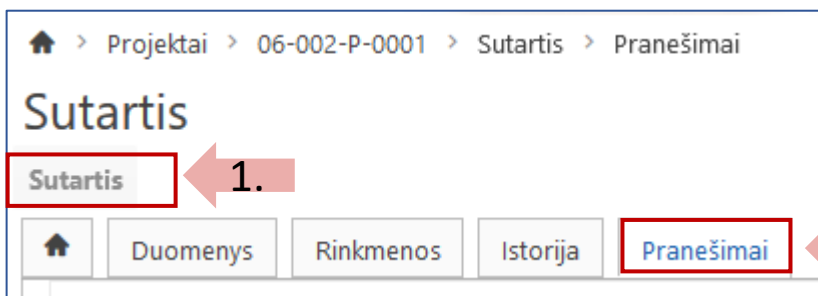 Projektai > 06-002-P-0001 > Sutartis > Pranešimai
Sutartis
Sutartis 1.
Duomenys Rinkmenos Istorija Pranešimai